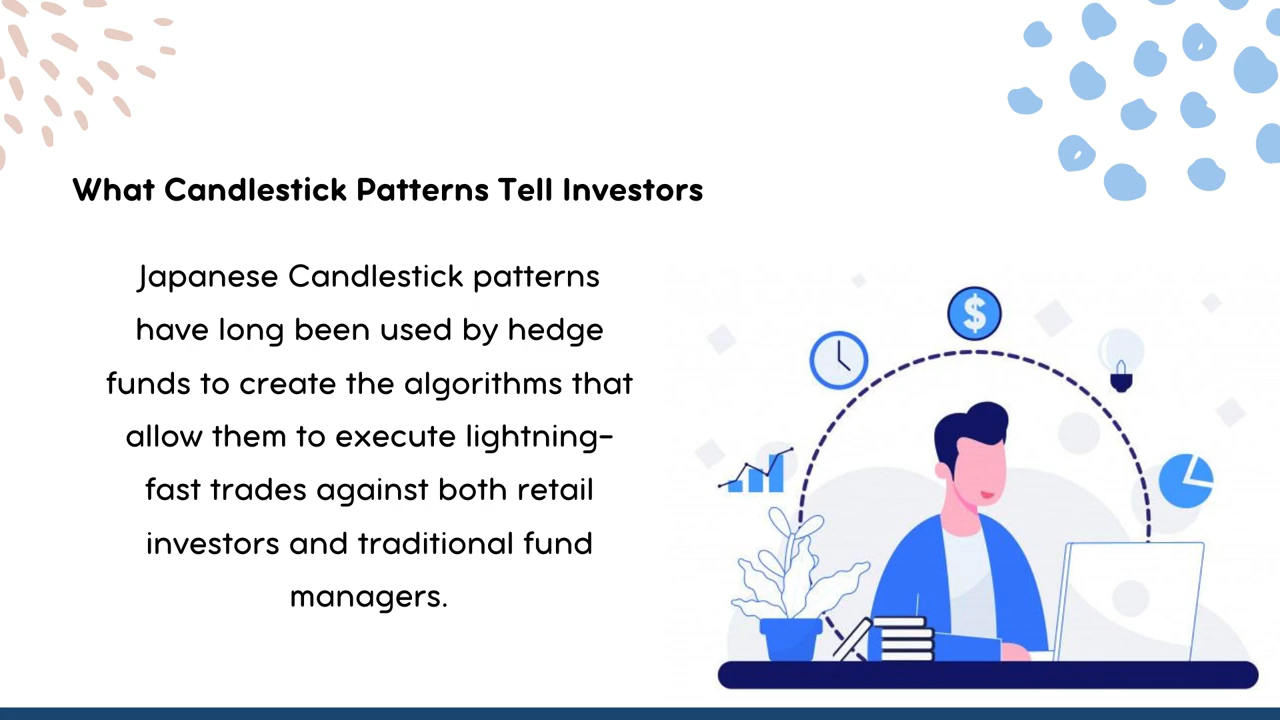 What Candlestick Patterns Tell Investors
Japanese Candlestick patterns
have long been used by hedge
funds to create the algorithms that
allow them to execute lightning-
fast trades against both retail
investors and traditional fund
managers.
$